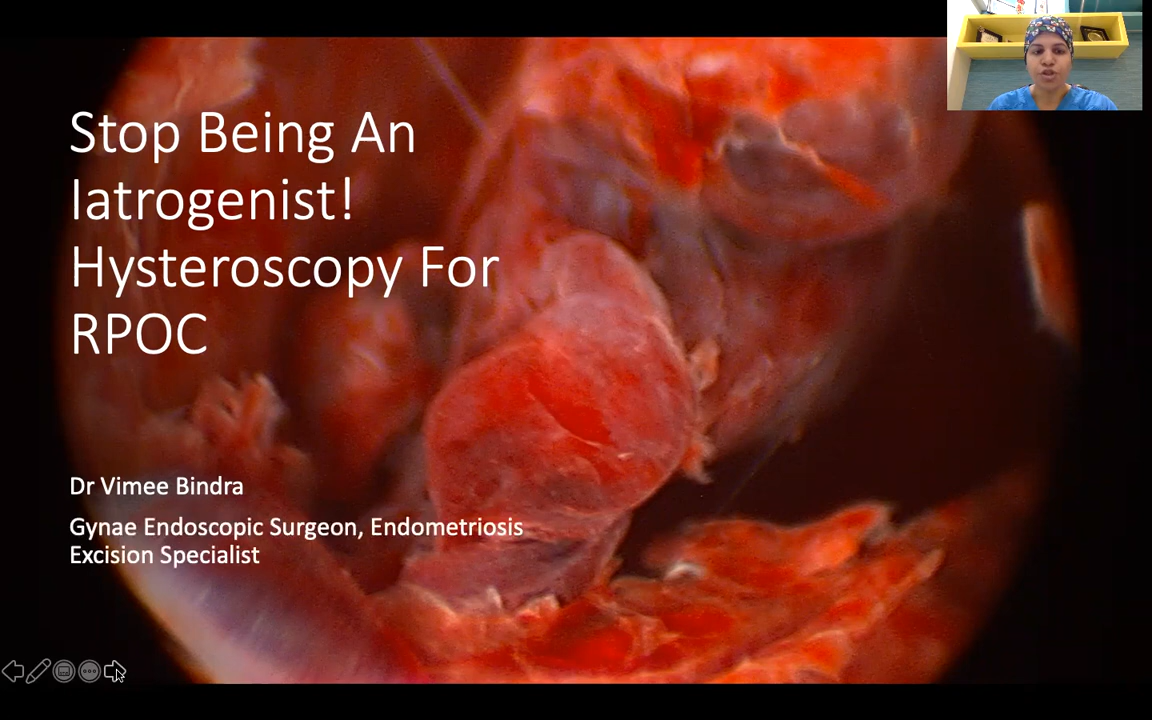 Stop Being An
Iatrogenist!
Hysteroscopy For
RPOC
Dr Vimee Bindra
Gynae Endoscopic Surgeon, Endometriosis
Excision Specialist